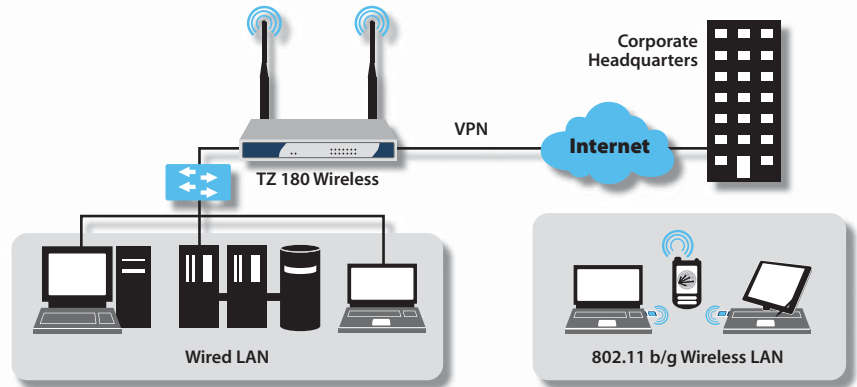 Corporate
Headquarters
VPN
Internet
TZ 180 Wireless
Wired LAN
802.11 b/g Wireless LAN